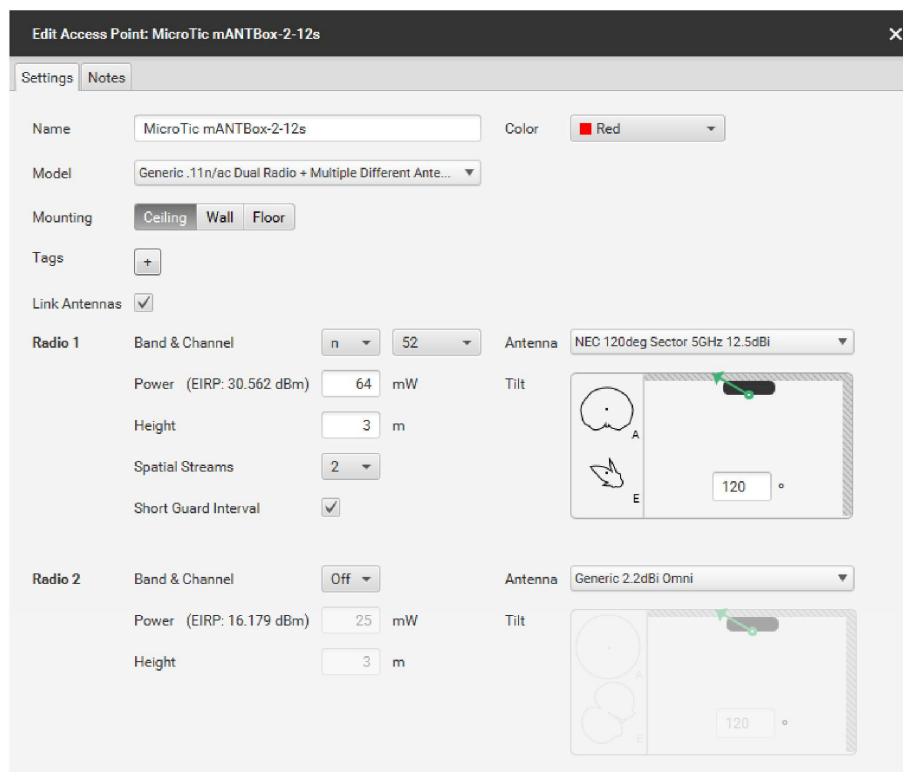 Edit Access Point: MicroTic mANTBox-2-12s
Settings Notes
Name MicroTic mANTBox-2-12s Color Red
Model Generic .11n/ac Dual Radio + Multiple Different Ante...
Mounting Ceiling Wall Floor
Tags +
Link Antennas
Radio 1 Band & Channel n 52 Antenna NEC 120deg Sector 5GHz 12.5dBi
Power (EIRP: 30.562 dBm) 64 mW Tilt
Height 3 m
A
Spatial Streams 2
E
120 °
Short Guard Interval
Radio 2 Band & Channel Off Antenna Generic 2.2dBi Omni
Power (EIRP: 16.179 dBm) 25 mW Tilt
Height 3 m
A
E
120 °